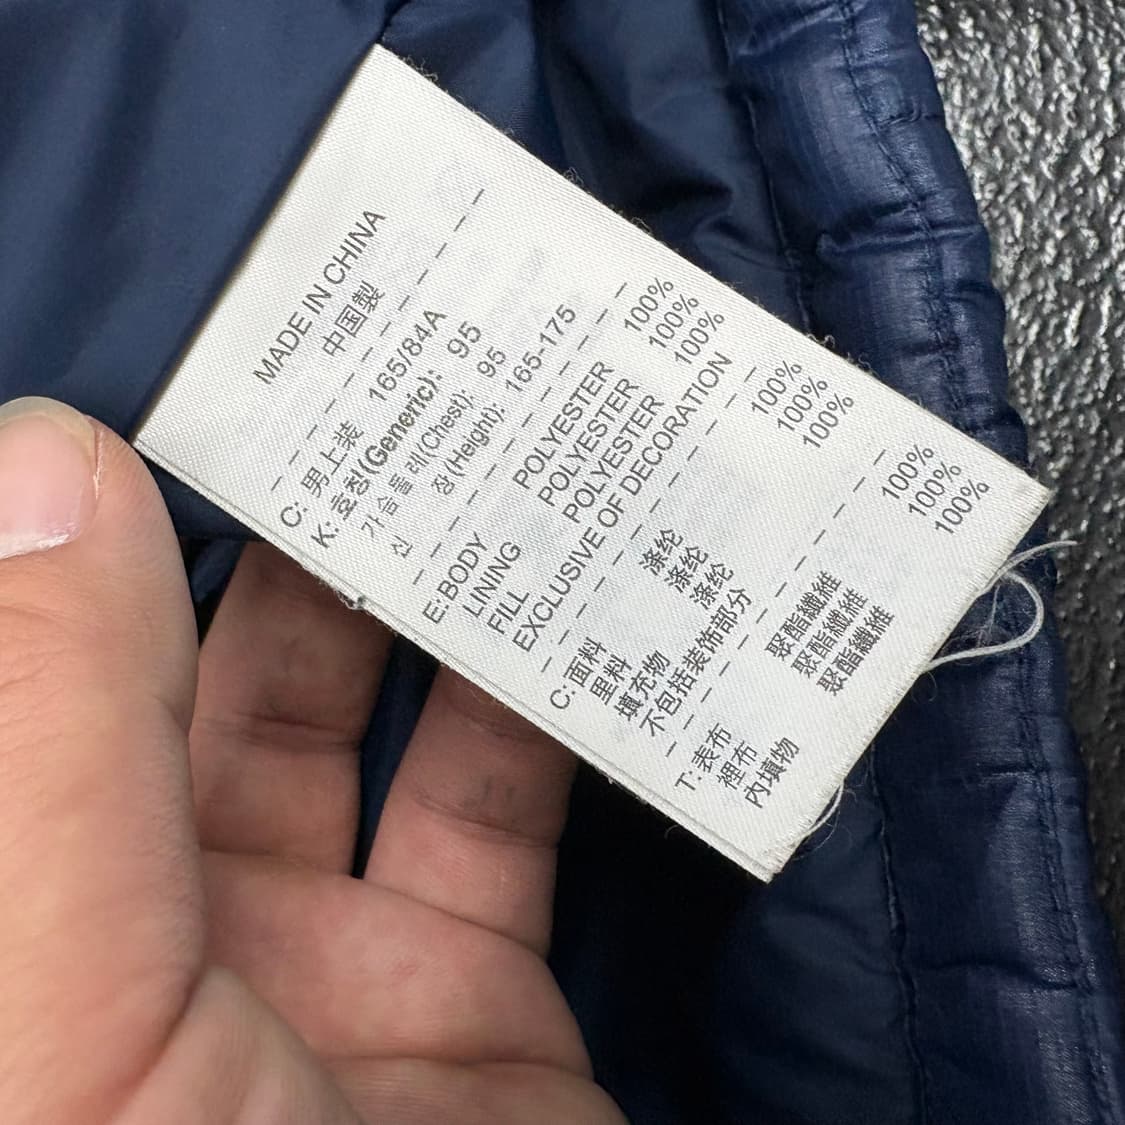 MADE IN CHINA
中国製
C: 男上装 165/84A
K: 호칭(Generic): 95
가슴둘레(Chest): 95
신장(Height): 165-175
E: BODY POLYESTER 100%
LINING POLYESTER 100%
FILL POLYESTER 100%
EXCLUSIVE OF DECORATION
C: 面料 涤纶 100%
里料 涤纶 100%
填充物 涤纶 100%
不包括装饰部分
T: 表布 聚酯纖維 100%
裡布 聚酯纖維 100%
內填物 聚酯纖維 100%